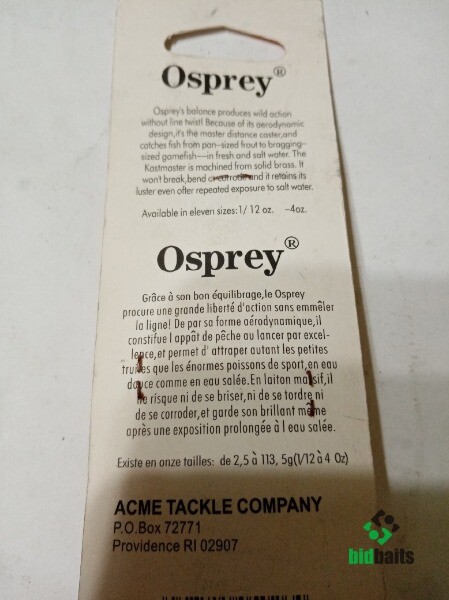 Osprey®
Osprey's balance produces wild action
without line twist! Because of its aerodynamic
design,it's the master distance caster,and
catches fish from pan-sized trout to bragging-
sized gamefish—in fresh and salt water. The
Kastmaster is machined from solid brass. It
won't break,bend or corrode and it retains its
luster even after repeated exposure to salt water.
Available in eleven sizes:1/ 12 oz. -4oz.
Osprey®
Grâce à son bon équilibrage,le Osprey
procure une grande liberté d'action sans emmêler
la ligne! De par sa forme aérodynamique,il
constifue l appât de pêche au lancer par excel-
lence,et permet d' attraper autant les petites
truites que les énormes poissons de sport,en eau
douce comme en eau salée.En laiton massif,il
ne risque ni de se briser,ni de se tordre ni
de se corroder,et garde son brillant même
après une exposition prolongée à l eau salée.
Existe en onze tailles: de 2,5 à 113, 5g(1/12 à 4 Oz)
ACME TACKLE COMPANY
P.O.Box 72771
Providence RI 02907
bidbaits